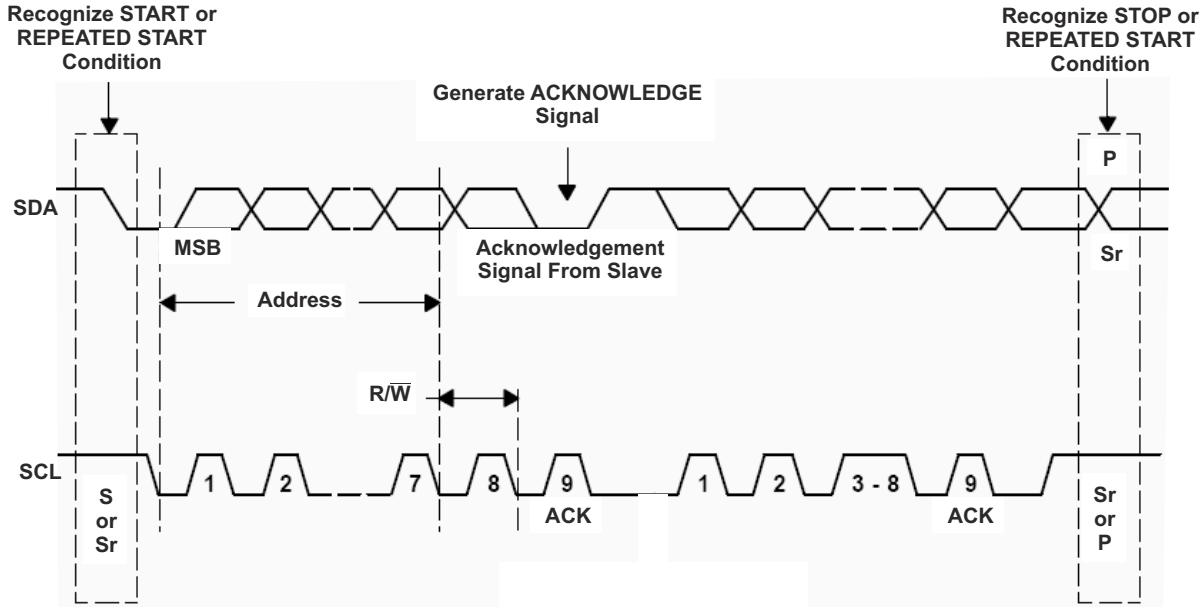 Recognize START or
REPEATED START
Condition
Recognize STOP or
REPEATED START
Condition
Generate ACKNOWLEDGE
Signal
P
SDA
MSB
Acknowledgement
Signal From Slave
Sr
Address
R/W̅
SCL
1
2
7
8
9
1
2
3 - 8
9
S
or
Sr
ACK
ACK
Sr
or
P